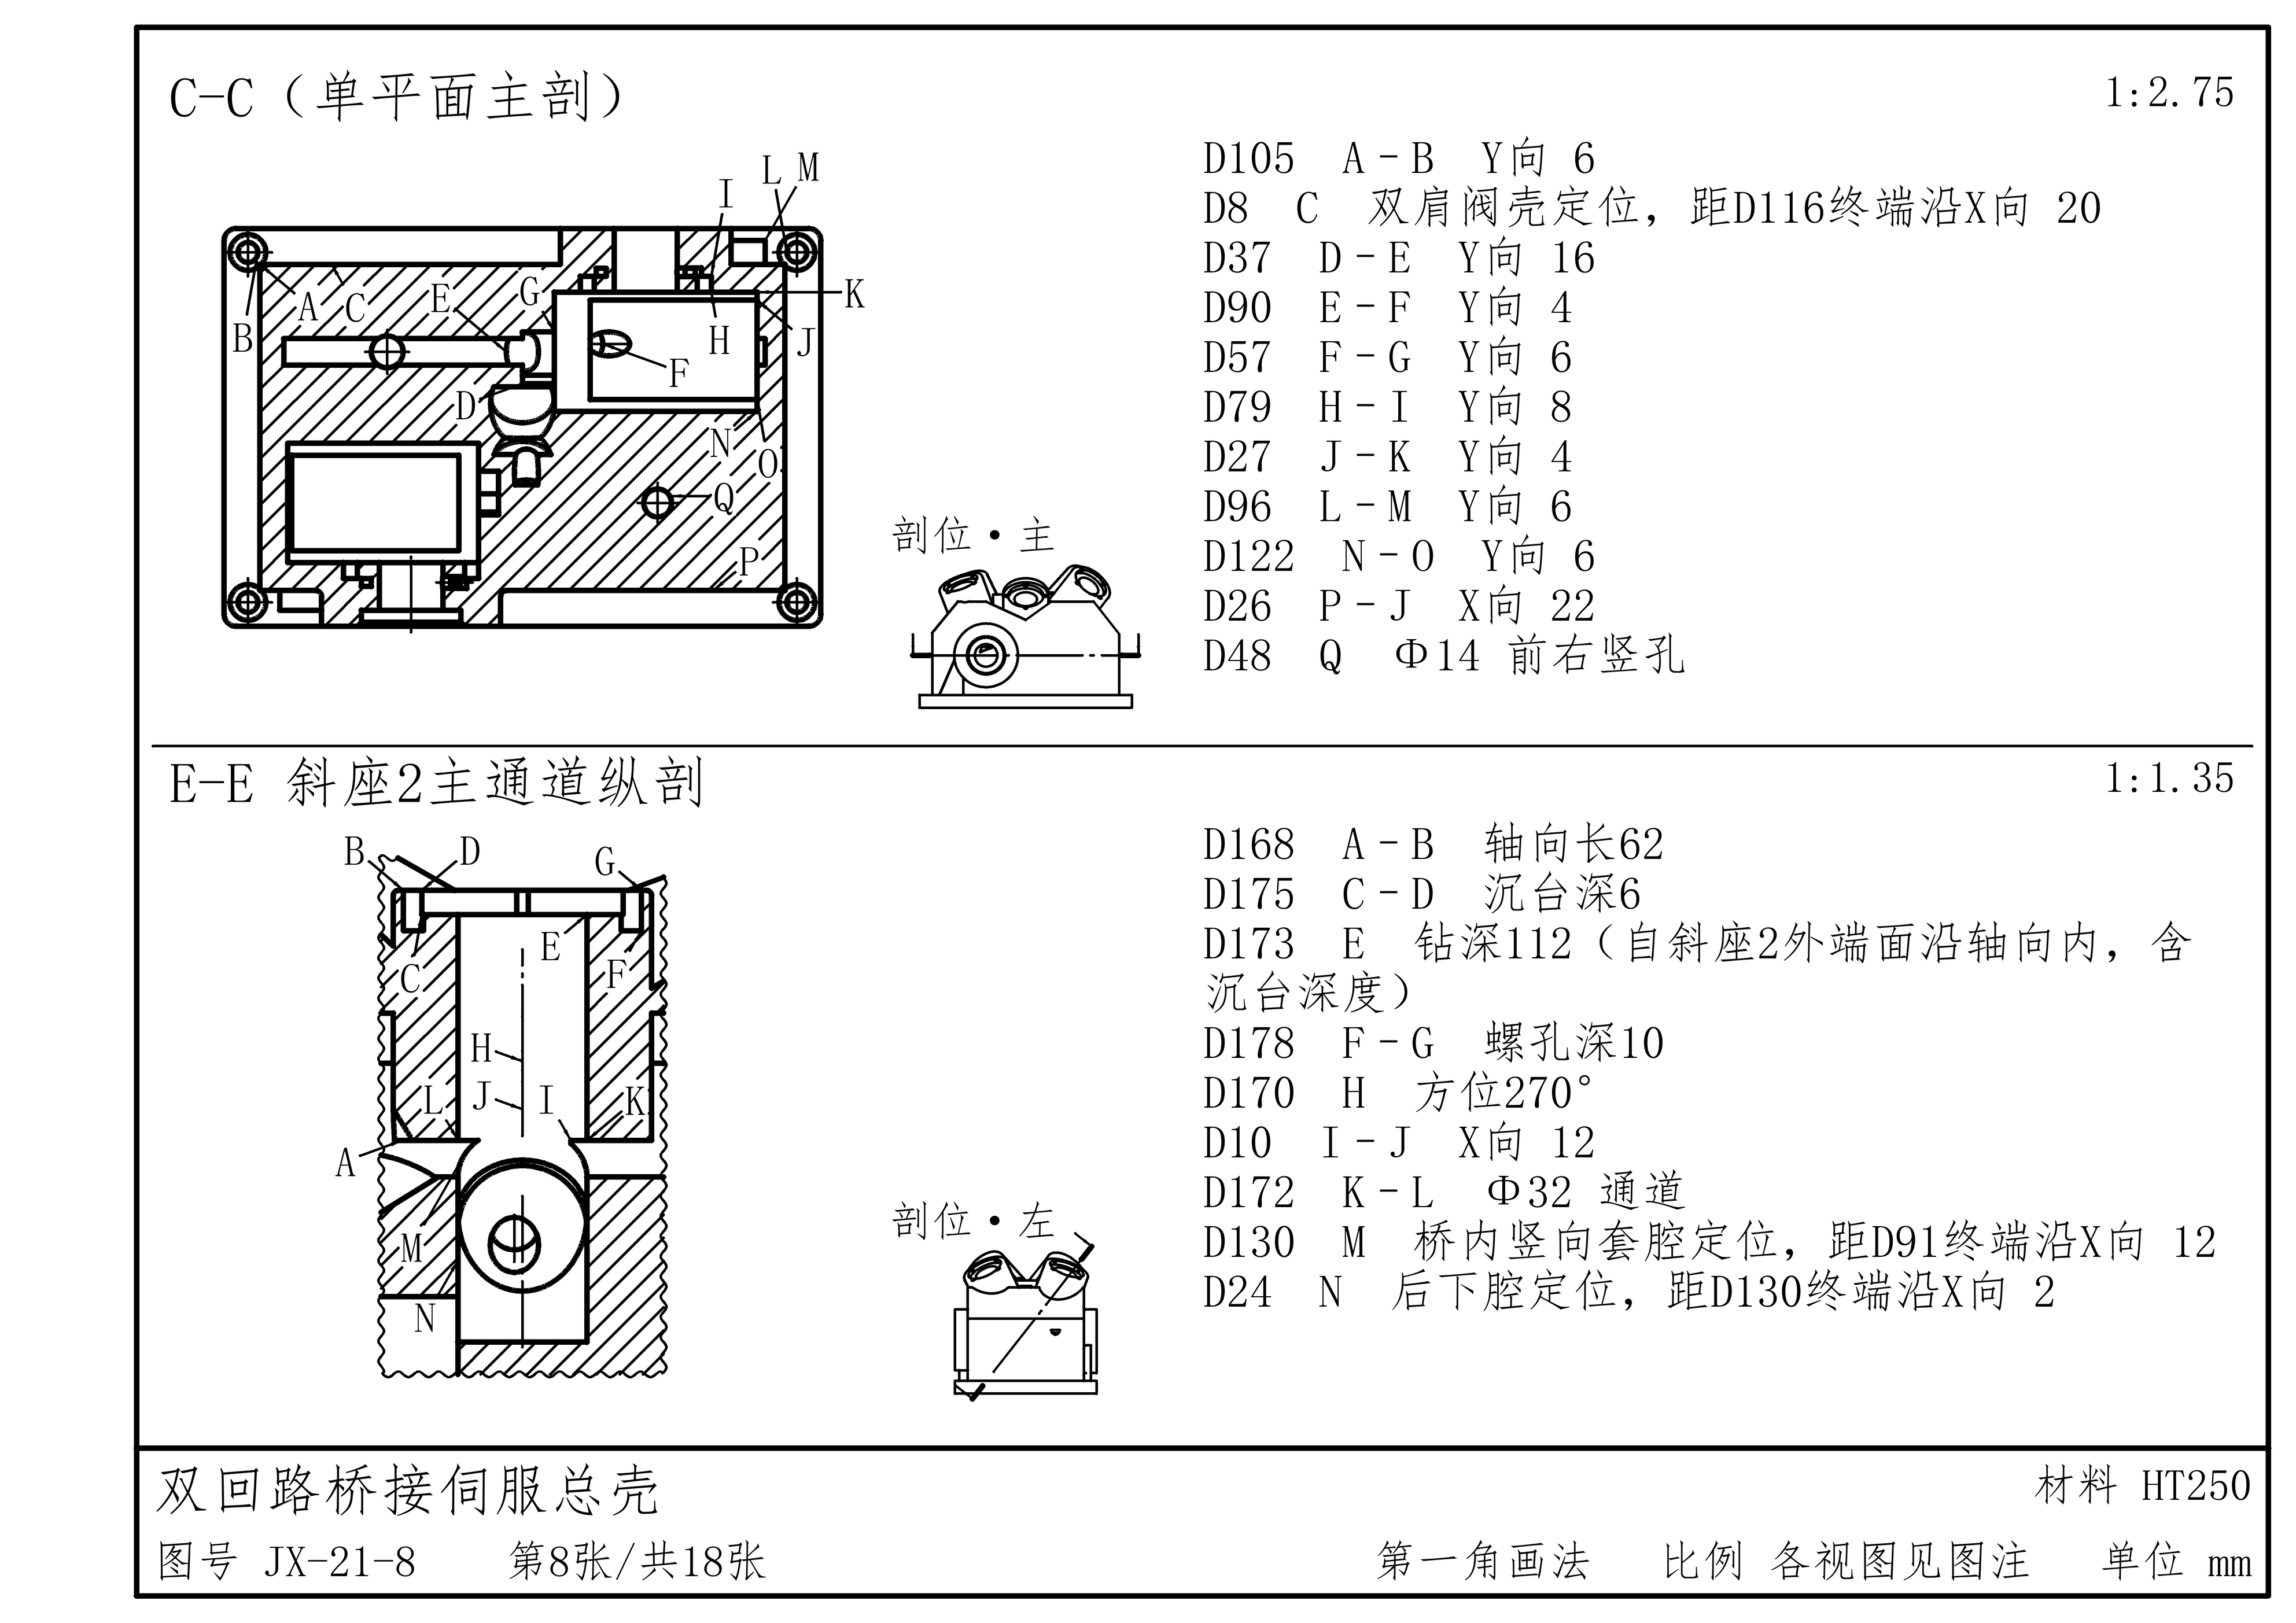 C-C（单平面主剖）
1:2.75
D105 A-B Y向 6
D8 C 双肩阀壳定位，距D116终端沿X向 20
D37 D-E Y向 16
D90 E-F Y向 4
D57 F-G Y向 6
D79 H-I Y向 8
D27 J-K Y向 4
D96 L-M Y向 6
D122 N-O Y向 6
D26 P-J X向 22
D48 Q Φ14 前右竖孔
L M
I
A C E G K
B H J
F
D
N O
Q
P
剖位·主
E-E 斜座2主通道纵剖
1:1.35
D168 A-B 轴向长62
D175 C-D 沉台深6
D173 E 钻深112（自斜座2外端面沿轴向内，含
沉台深度）
D178 F-G 螺孔深10
D170 H 方位270°
D10 I-J X向 12
D172 K-L Φ32 通道
D130 M 桥内竖向套腔定位，距D91终端沿X向 12
D24 N 后下腔定位，距D130终端沿X向 2
B D G
E
C F
H
L J I K
A
M
N
剖位·左
双回路桥接伺服总壳
材料 HT250
图号 JX-21-8 第8张/共18张 第一角画法 比例 各视图见图注 单位 mm